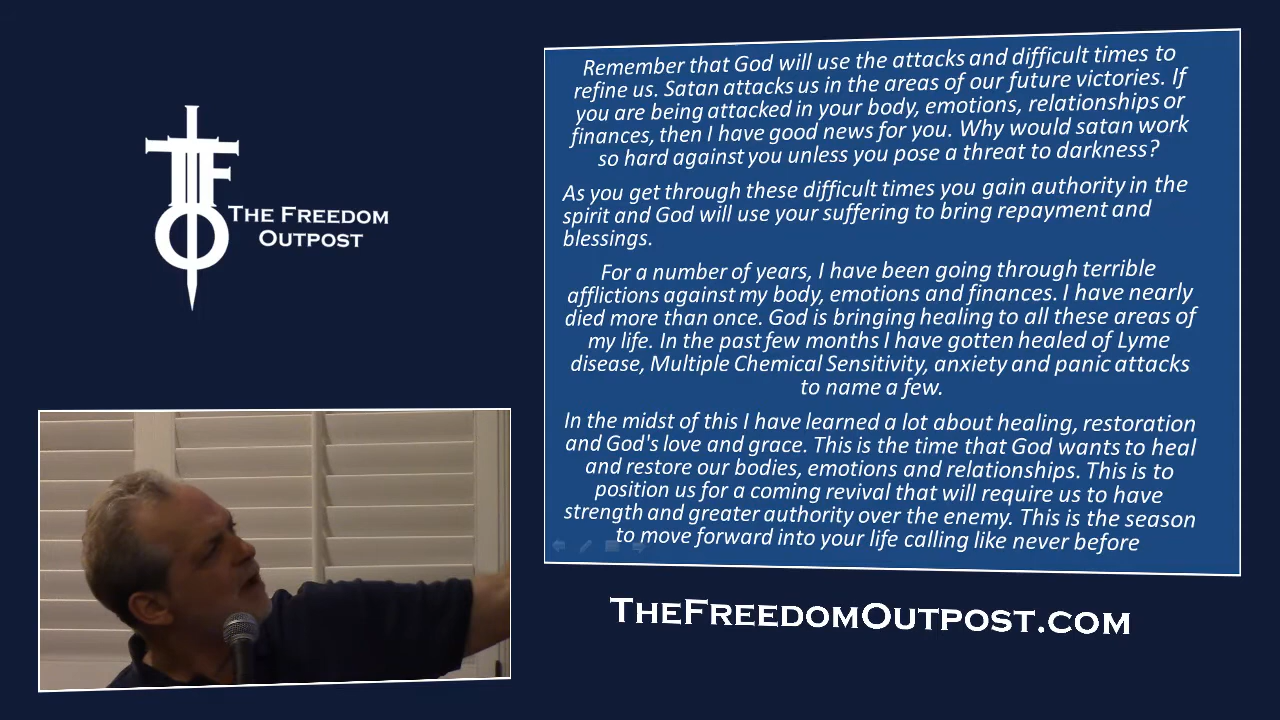 TF
THE FREEDOM
OUTPOST
Remember that God will use the attacks and difficult times to
refine us. Satan attacks us in the areas of our future victories. If
you are being attacked in your body, emotions, relationships or
finances, then I have good news for you. Why would satan work
so hard against you unless you pose a threat to darkness?
As you get through these difficult times you gain authority in the
spirit and God will use your suffering to bring repayment and
blessings.
For a number of years, I have been going through terrible
afflictions against my body, emotions and finances. I have nearly
died more than once. God is bringing healing to all these areas of
my life. In the past few months I have gotten healed of Lyme
disease, Multiple Chemical Sensitivity, anxiety and panic attacks
to name a few.
In the midst of this I have learned a lot about healing, restoration
and God's love and grace. This is the time that God wants to heal
and restore our bodies, emotions and relationships. This is to
position us for a coming revival that will require us to have
strength and greater authority over the enemy. This is the season
to move forward into your life calling like never before
THEFREEDOMOUTPOST.COM